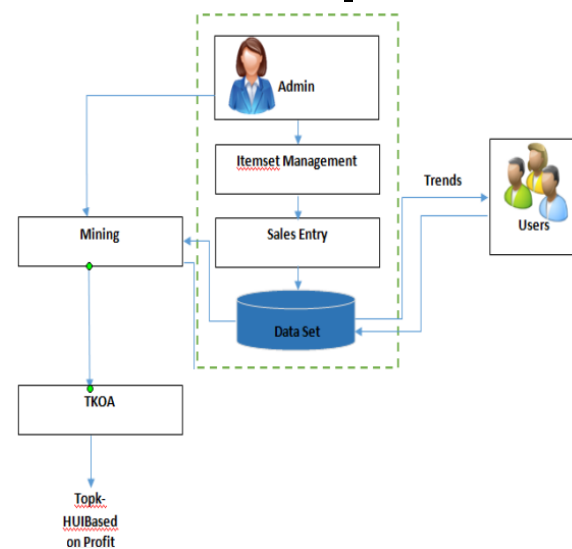 Admin
Itemset Management
Trends
Users
Mining
Sales Entry
Data Set
TKOA
Topk-
HUIBased
on Profit